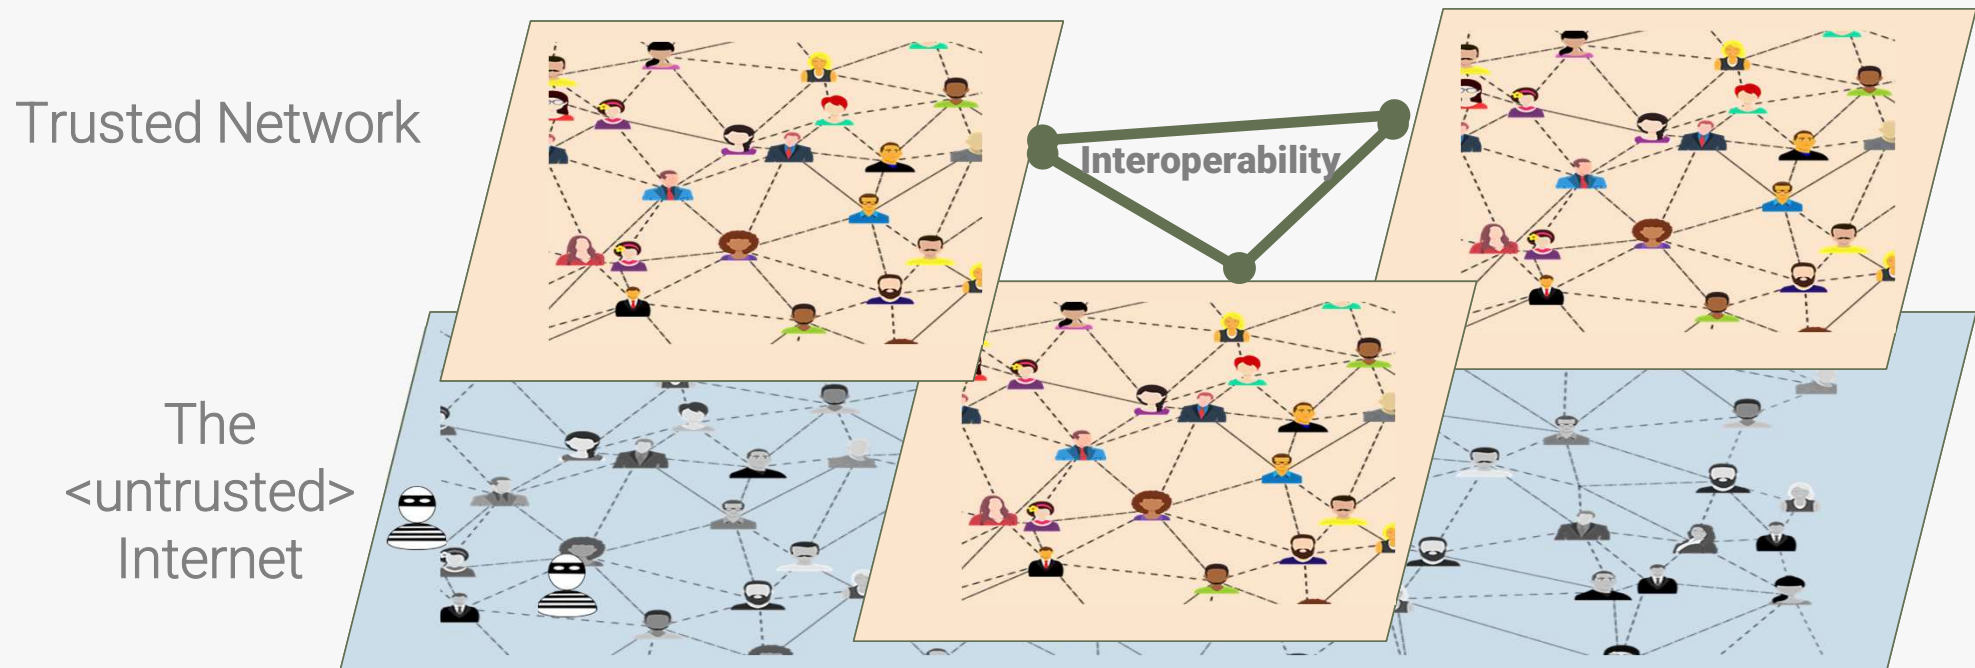 Trusted Network
Interoperability
The
<untrusted>
Internet